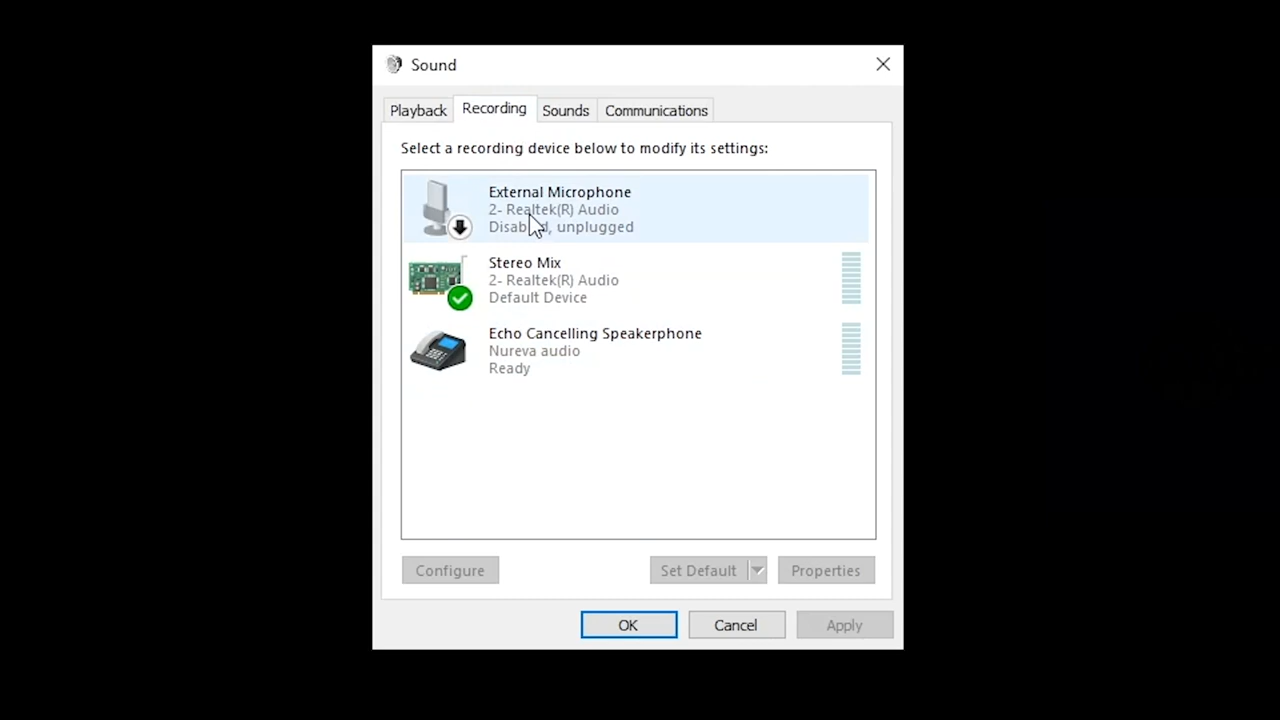 Sound
Playback
Recording
Sounds
Communications
Select a recording device below to modify its settings:
External Microphone
2- Realtek(R) Audio
Disabled, unplugged
Stereo Mix
2- Realtek(R) Audio
Default Device
Echo Cancelling Speakerphone
Nureva audio
Ready
Configure
Set Default
Properties
OK
Cancel
Apply